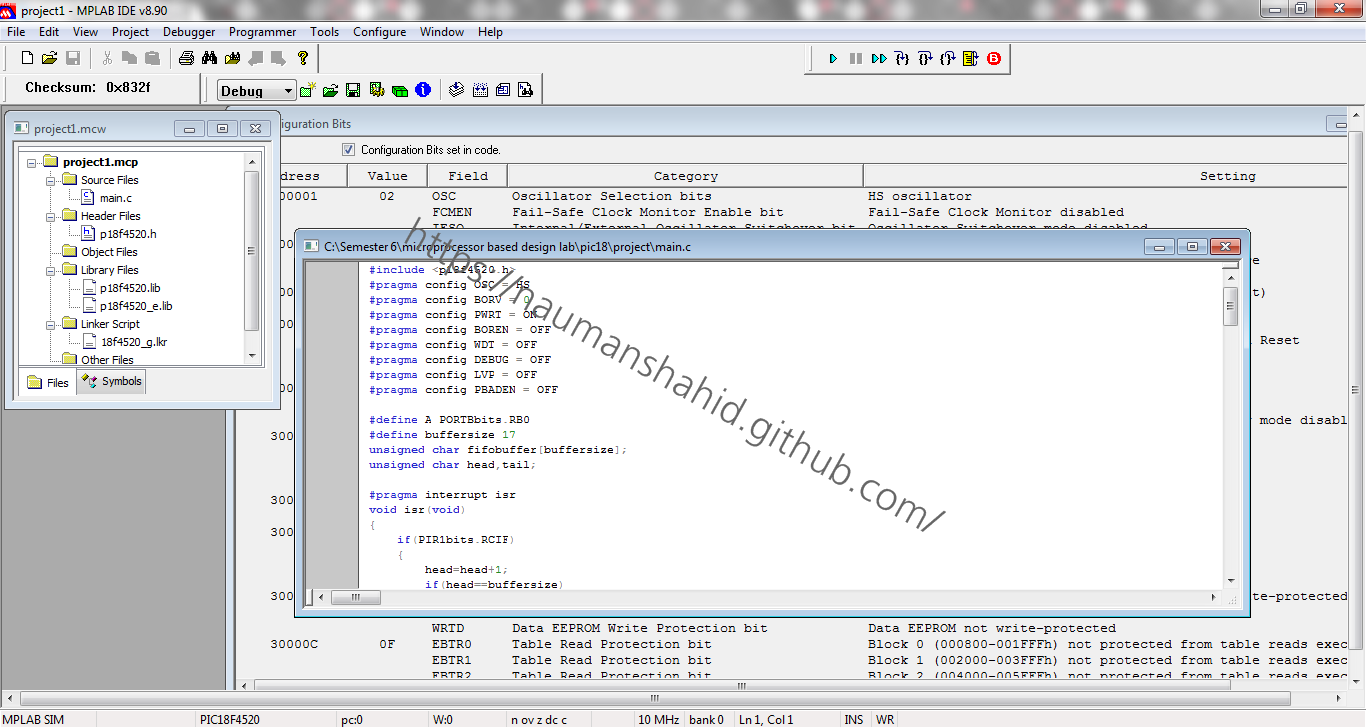 project1 - MPLAB IDE v8.90
File Edit View Project Debugger Programmer Tools Configure Window Help
Checksum: 0x832f
Debug
project1.mcw
project1.mcp
Source Files
main.c
Header Files
p18f4520.h
Object Files
Library Files
p18f4520.lib
p18f4520_e.lib
Linker Script
18f4520_g.lkr
Other Files
Files Symbols
iguration Bits
Configuration Bits set in code.
dress Value Field Category Setting
00001 02 OSC Oscillator Selection bits HS oscillator
FCMEN Fail-Safe Clock Monitor Enable bit Fail-Safe Clock Monitor disabled
IESO Internal/External Oscillator Switchover bit Oscillator Switchover mode disabled
C:\Semester 6\microprocessor based design lab\pic18\project\main.c
#include <p18f4520.h>
#pragma config OSC = HS
#pragma config BORV = 0
#pragma config PWRT = ON
#pragma config BOREN = OFF
#pragma config WDT = OFF
#pragma config DEBUG = OFF
#pragma config LVP = OFF
#pragma config PBADEN = OFF
#define A PORTBbits.RB0
#define buffersize 17
unsigned char fifobuffer[buffersize];
unsigned char head,tail;
#pragma interrupt isr
void isr(void)
{
if(PIR1bits.RCIF)
{
head=head+1;
if(head==buffersize)
https://naumanshahid.github.com/
00
e
00
t)
00
Reset
00
mode disabl
300
300
300
300
te-protected
WRTD Data EEPROM Write Protection bit Data EEPROM not write-protected
30000C 0F EBTR0 Table Read Protection bit Block 0 (000800-001FFFh) not protected from table reads exec
EBTR1 Table Read Protection bit Block 1 (002000-003FFFh) not protected from table reads exec
EBTR2 Table Read Protection bit Block 2 (004000-005FFFh) not protected from table reads exec
MPLAB SIM PIC18F4520 pc:0 W:0 n ov z dc c 10 MHz bank 0 Ln 1, Col 1 INS WR